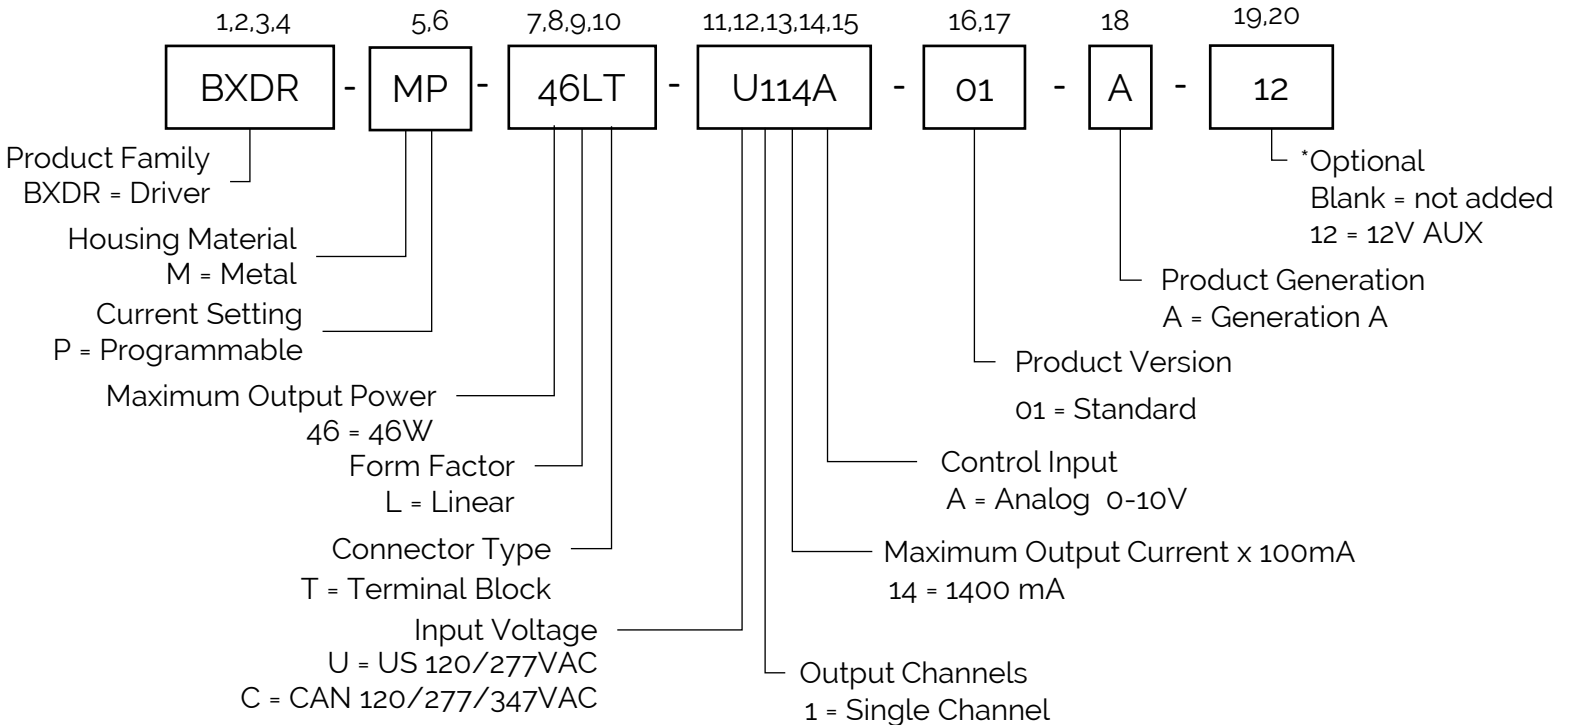 1,2,3,4 5,6 7,8,9,10 11,12,13,14,15 16,17 18 19,20
BXDR - MP - 46LT - U114A - 01 - A - 12
Product Family
BXDR = Driver
*Optional
Blank = not added
12 = 12V AUX
Housing Material
M = Metal
Product Generation
A = Generation A
Current Setting
P = Programmable
Product Version
01 = Standard
Maximum Output Power
46 = 46W
Form Factor
L = Linear
Control Input
A = Analog 0-10V
Connector Type
T = Terminal Block
Maximum Output Current x 100mA
14 = 1400 mA
Input Voltage
U = US 120/277VAC
C = CAN 120/277/347VAC
Output Channels
1 = Single Channel